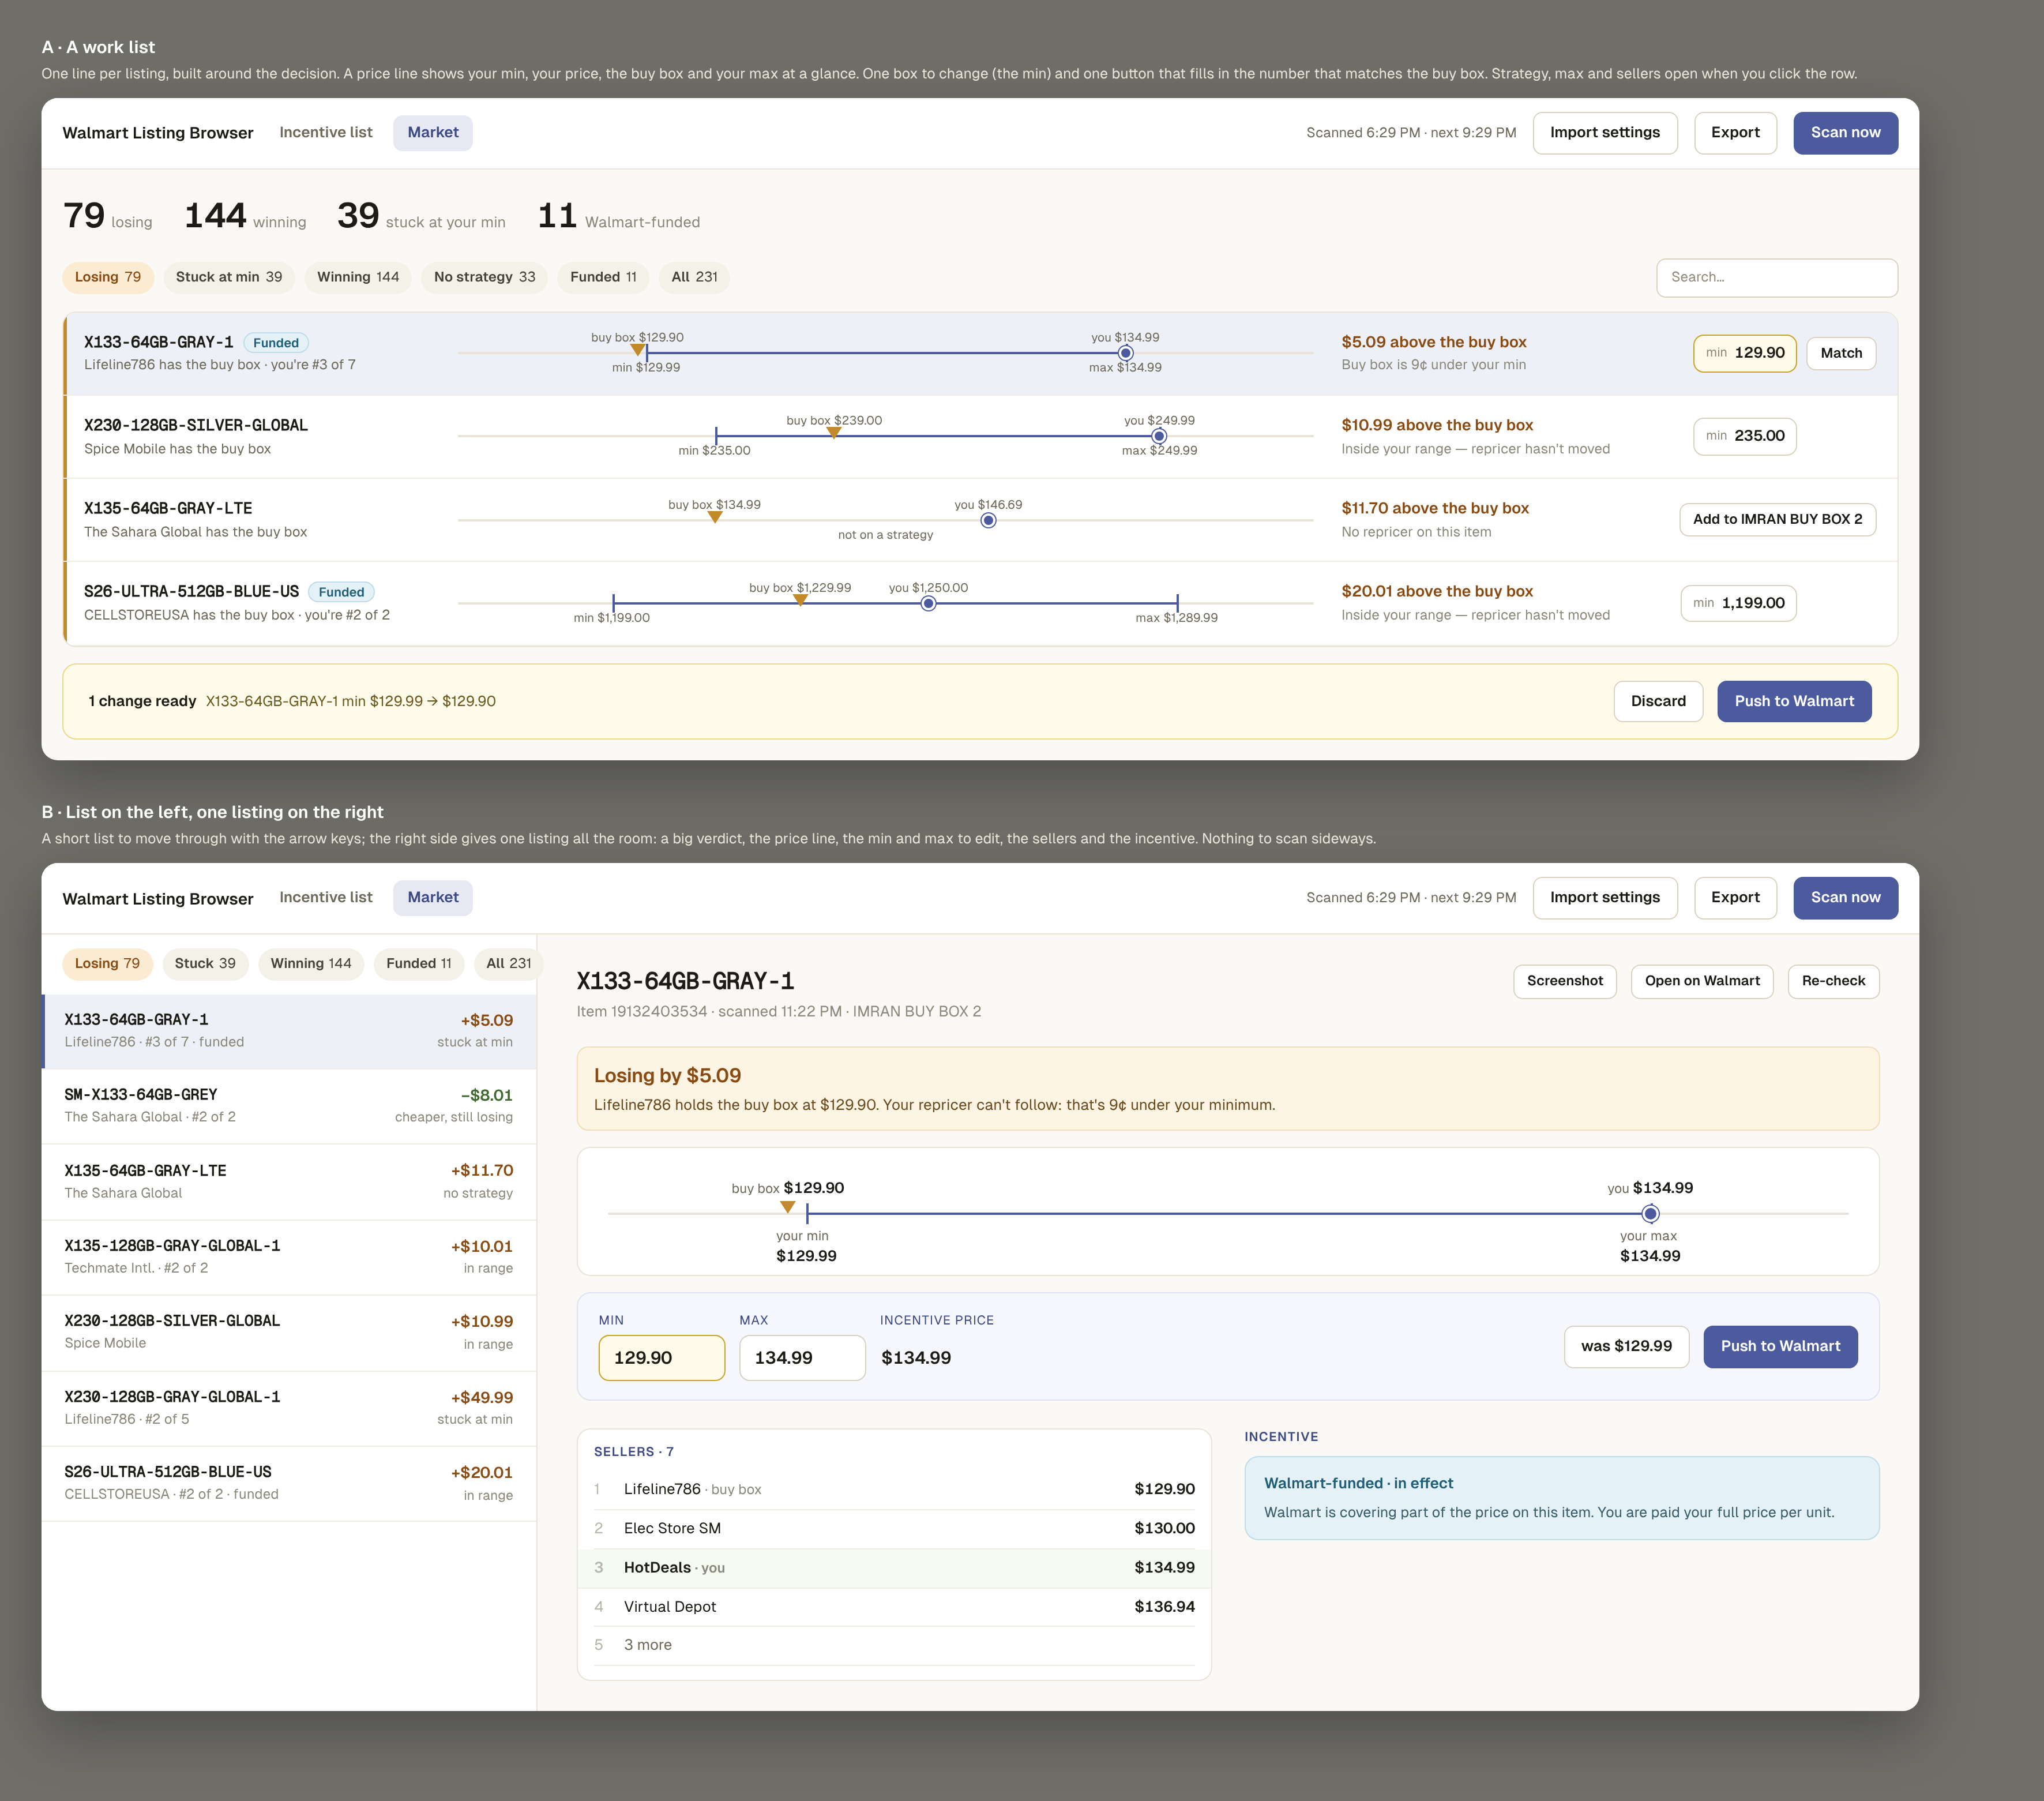 A · A work list
One line per listing, built around the decision. A price line shows your min, your price, the buy box and your max at a glance. One box to change (the min) and one button that fills in the number that matches the buy box. Strategy, max and sellers open when you click the row.
Walmart Listing Browser Incentive list Market Scanned 6:29 PM · next 9:29 PM Import settings Export Scan now
79 losing 144 winning 39 stuck at your min 11 Walmart-funded
Losing 79 Stuck at min 39 Winning 144 No strategy 33 Funded 11 All 231 Search...
X133-64GB-GRAY-1 Funded
Lifeline786 has the buy box · you're #3 of 7
buy box $129.90 you $134.99
min $129.99 max $134.99
$5.09 above the buy box
Buy box is 9¢ under your min
min 129.90 Match
X230-128GB-SILVER-GLOBAL
Spice Mobile has the buy box
buy box $239.00 you $249.99
min $235.00 max $249.99
$10.99 above the buy box
Inside your range — repricer hasn't moved
min 235.00
X135-64GB-GRAY-LTE
The Sahara Global has the buy box
buy box $134.99 you $146.69
not on a strategy
$11.70 above the buy box
No repricer on this item
Add to IMRAN BUY BOX 2
S26-ULTRA-512GB-BLUE-US Funded
CELLSTOREUSA has the buy box · you're #2 of 2
buy box $1,229.99 you $1,250.00
min $1,199.00 max $1,289.99
$20.01 above the buy box
Inside your range — repricer hasn't moved
min 1,199.00
1 change ready X133-64GB-GRAY-1 min $129.99 → $129.90 Discard Push to Walmart
B · List on the left, one listing on the right
A short list to move through with the arrow keys; the right side gives one listing all the room: a big verdict, the price line, the min and max to edit, the sellers and the incentive. Nothing to scan sideways.
Walmart Listing Browser Incentive list Market Scanned 6:29 PM · next 9:29 PM Import settings Export Scan now
Losing 79 Stuck 39 Winning 144 Funded 11 All 231
X133-64GB-GRAY-1 +$5.09
Lifeline786 · #3 of 7 · funded stuck at min
SM-X133-64GB-GREY –$8.01
The Sahara Global · #2 of 2 cheaper, still losing
X135-64GB-GRAY-LTE +$11.70
The Sahara Global no strategy
X135-128GB-GRAY-GLOBAL-1 +$10.01
Techmate Intl. · #2 of 2 in range
X230-128GB-SILVER-GLOBAL +$10.99
Spice Mobile in range
X230-128GB-GRAY-GLOBAL-1 +$49.99
Lifeline786 · #2 of 5 stuck at min
S26-ULTRA-512GB-BLUE-US +$20.01
CELLSTOREUSA · #2 of 2 · funded in range
X133-64GB-GRAY-1 Screenshot Open on Walmart Re-check
Item 19132403534 · scanned 11:22 PM · IMRAN BUY BOX 2
Losing by $5.09
Lifeline786 holds the buy box at $129.90. Your repricer can't follow: that's 9¢ under your minimum.
buy box $129.90 you $134.99
your min your max
$129.99 $134.99
MIN MAX INCENTIVE PRICE
129.90 134.99 $134.99 was $129.99 Push to Walmart
SELLERS · 7
1 Lifeline786 · buy box $129.90
2 Elec Store SM $130.00
3 HotDeals · you $134.99
4 Virtual Depot $136.94
5 3 more
INCENTIVE
Walmart-funded · in effect
Walmart is covering part of the price on this item. You are paid your full price per unit.